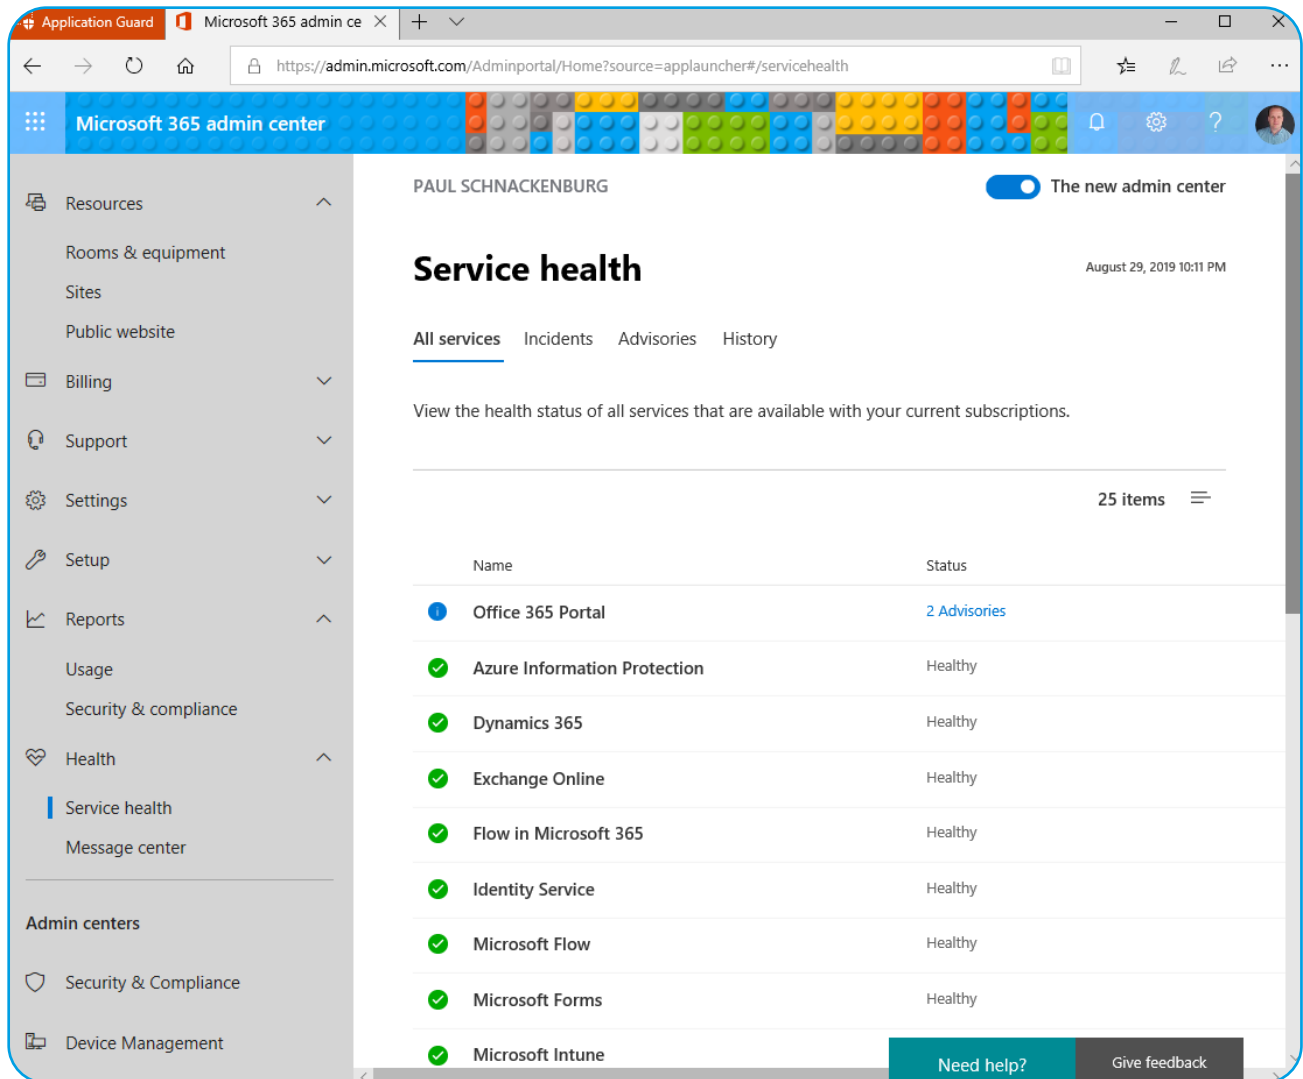 Application Guard
Microsoft 365 admin ce
https://admin.microsoft.com/Adminportal/Home?source=applauncher#/servicehealth
Microsoft 365 admin center
?
Resources
Rooms & equipment
Sites
Public website
Billing
Support
Settings
Setup
Reports
Usage
Security & compliance
Health
Service health
Message center
Admin centers
Security & Compliance
Device Management
PAUL SCHNACKENBURG
The new admin center
Service health
August 29, 2019 10:11 PM
All services Incidents Advisories History
View the health status of all services that are available with your current subscriptions.
25 items
Name Status
Office 365 Portal 2 Advisories
Azure Information Protection Healthy
Dynamics 365 Healthy
Exchange Online Healthy
Flow in Microsoft 365 Healthy
Identity Service Healthy
Microsoft Flow Healthy
Microsoft Forms Healthy
Microsoft Intune
Need help? Give feedback